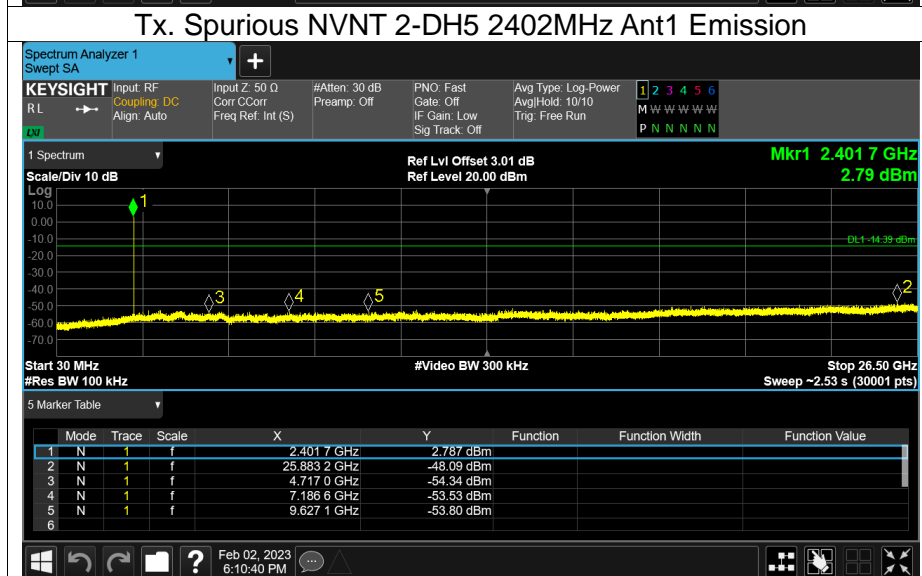 Tx. Spurious NVNT 2-DH5 2402MHz Ant1 Emission
Spectrum Analyzer 1
Swept SA
+
KEYSIGHT Input: RF Input Z: 50 Ω #Atten: 30 dB PNO: Fast Avg Type: Log-Power 1 2 3 4 5 6
RL Coupling: DC Corr CCorr Preamp: Off Gate: Off Avg|Hold: 10/10 M W W W W W
Align: Auto Freq Ref: Int (S) IF Gain: Low Trig: Free Run
LXI Sig Track: Off P N N N N N
1 Spectrum Ref Lvl Offset 3.01 dB Mkr1 2.401 7 GHz
Scale/Div 10 dB Ref Level 20.00 dBm 2.79 dBm
Log
10.0 1
0.00
-10.0 DL1 -14.39 dBm
-20.0
-30.0
-40.0 3 4 5 2
-50.0
-60.0
-70.0
Start 30 MHz #Video BW 300 kHz Stop 26.50 GHz
#Res BW 100 kHz Sweep ~2.53 s (30001 pts)
5 Marker Table
Mode Trace Scale X Y Function Function Width Function Value
1 N 1 f 2.401 7 GHz 2.787 dBm
2 N 1 f 25.883 2 GHz -48.09 dBm
3 N 1 f 4.717 0 GHz -54.34 dBm
4 N 1 f 7.186 6 GHz -53.53 dBm
5 N 1 f 9.627 1 GHz -53.80 dBm
6
? Feb 02, 2023
6:10:40 PM